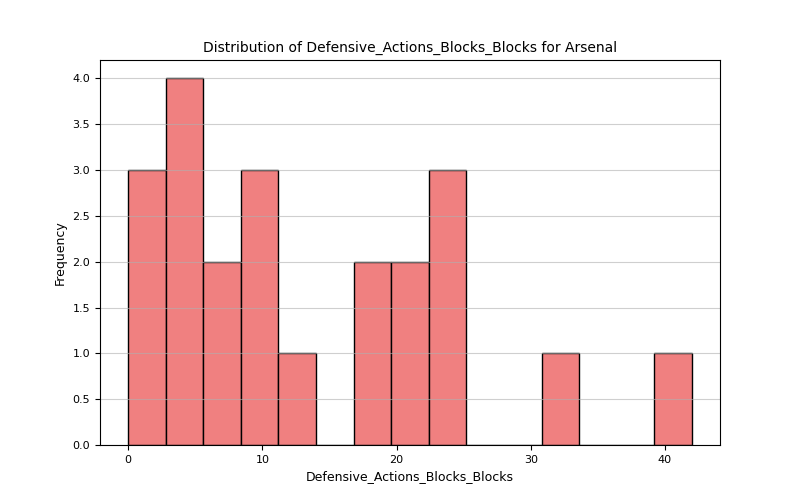 Distribution of Defensive_Actions_Blocks_Blocks for Arsenal
4.0
3.5
3.0
2.5
2.0
1.5
1.0
0.5
0.0
Frequency
0 10 20 30 40
Defensive_Actions_Blocks_Blocks